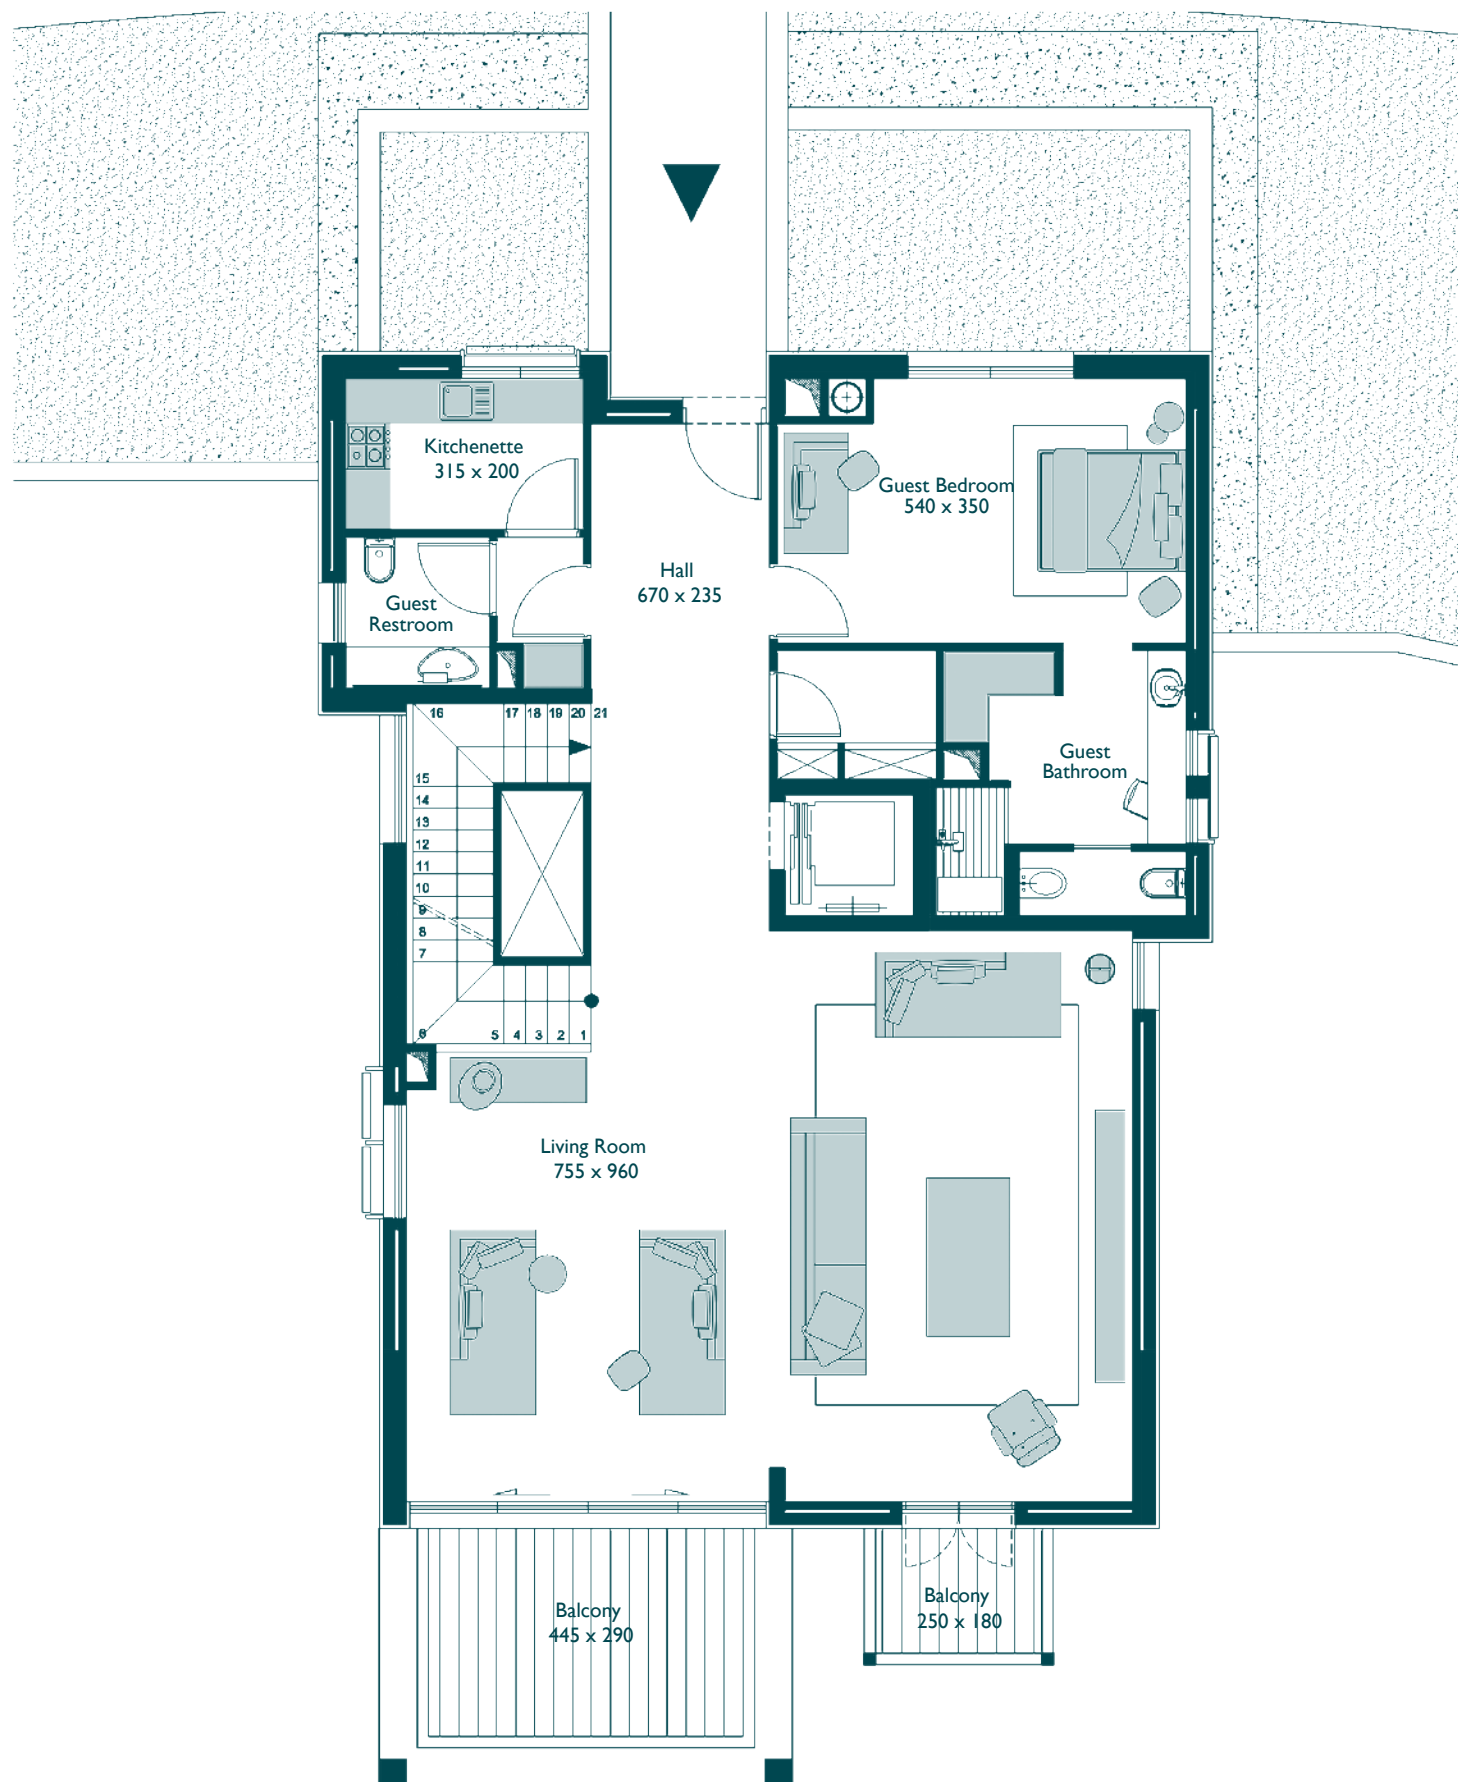 Kitchenette
315 x 200
Guest Bedroom
540 x 350
Hall
670 x 235
Guest
Restroom
16 17 18 19 20 21
15
14
13
12
11
10
9
8
7
6 5 4 3 2 1
Guest
Bathroom
Living Room
755 x 960
Balcony
445 x 290
Balcony
250 x 180